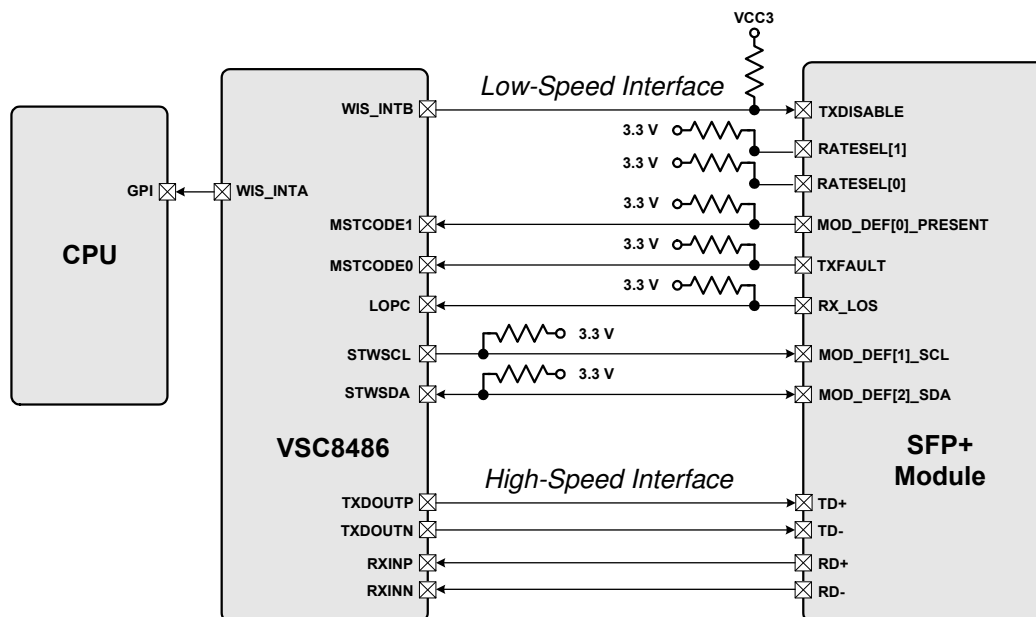 VCC3
Low-Speed Interface
WIS_INTB
TXDISABLE
3.3 V
RATESEL[1]
3.3 V
RATESEL[0]
GPI
WIS_INTA
3.3 V
MSTCODE1
MOD_DEF[0]_PRESENT
CPU
3.3 V
MSTCODE0
TXFAULT
3.3 V
LOPC
RX_LOS
3.3 V
STWSCL
MOD_DEF[1]_SCL
3.3 V
STWSDA
MOD_DEF[2]_SDA
VSC8486
SFP+
Module
High-Speed Interface
TXDOUTP
TD+
TXDOUTN
TD-
RXINP
RD+
RXINN
RD-